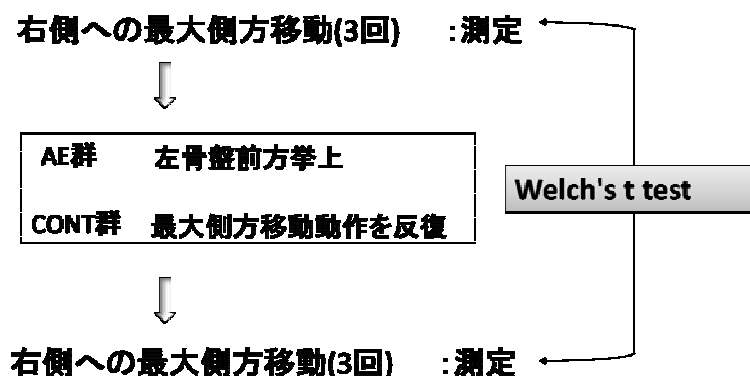 右側への最大側方移動(3回) :測定
AE群 左骨盤前方挙上
CONT群 最大側方移動動作を反復
Welch's t test
右側への最大側方移動(3回) :測定